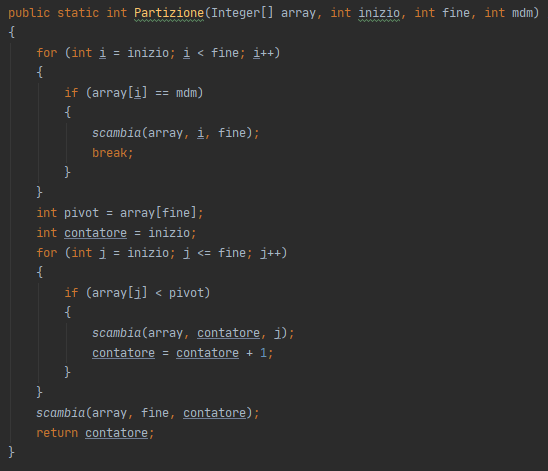 public static int Partizione(Integer[] array, int inizio, int fine, int mdm)
{
    for (int i = inizio; i < fine; i++)
    {
        if (array[i] == mdm)
        {
            scambia(array, i, fine);
            break;
        }
    }
    int pivot = array[fine];
    int contatore = inizio;
    for (int j = inizio; j <= fine; j++)
    {
        if (array[j] < pivot)
        {
            scambia(array, contatore, j);
            contatore = contatore + 1;
        }
    }
    scambia(array, fine, contatore);
    return contatore;
}